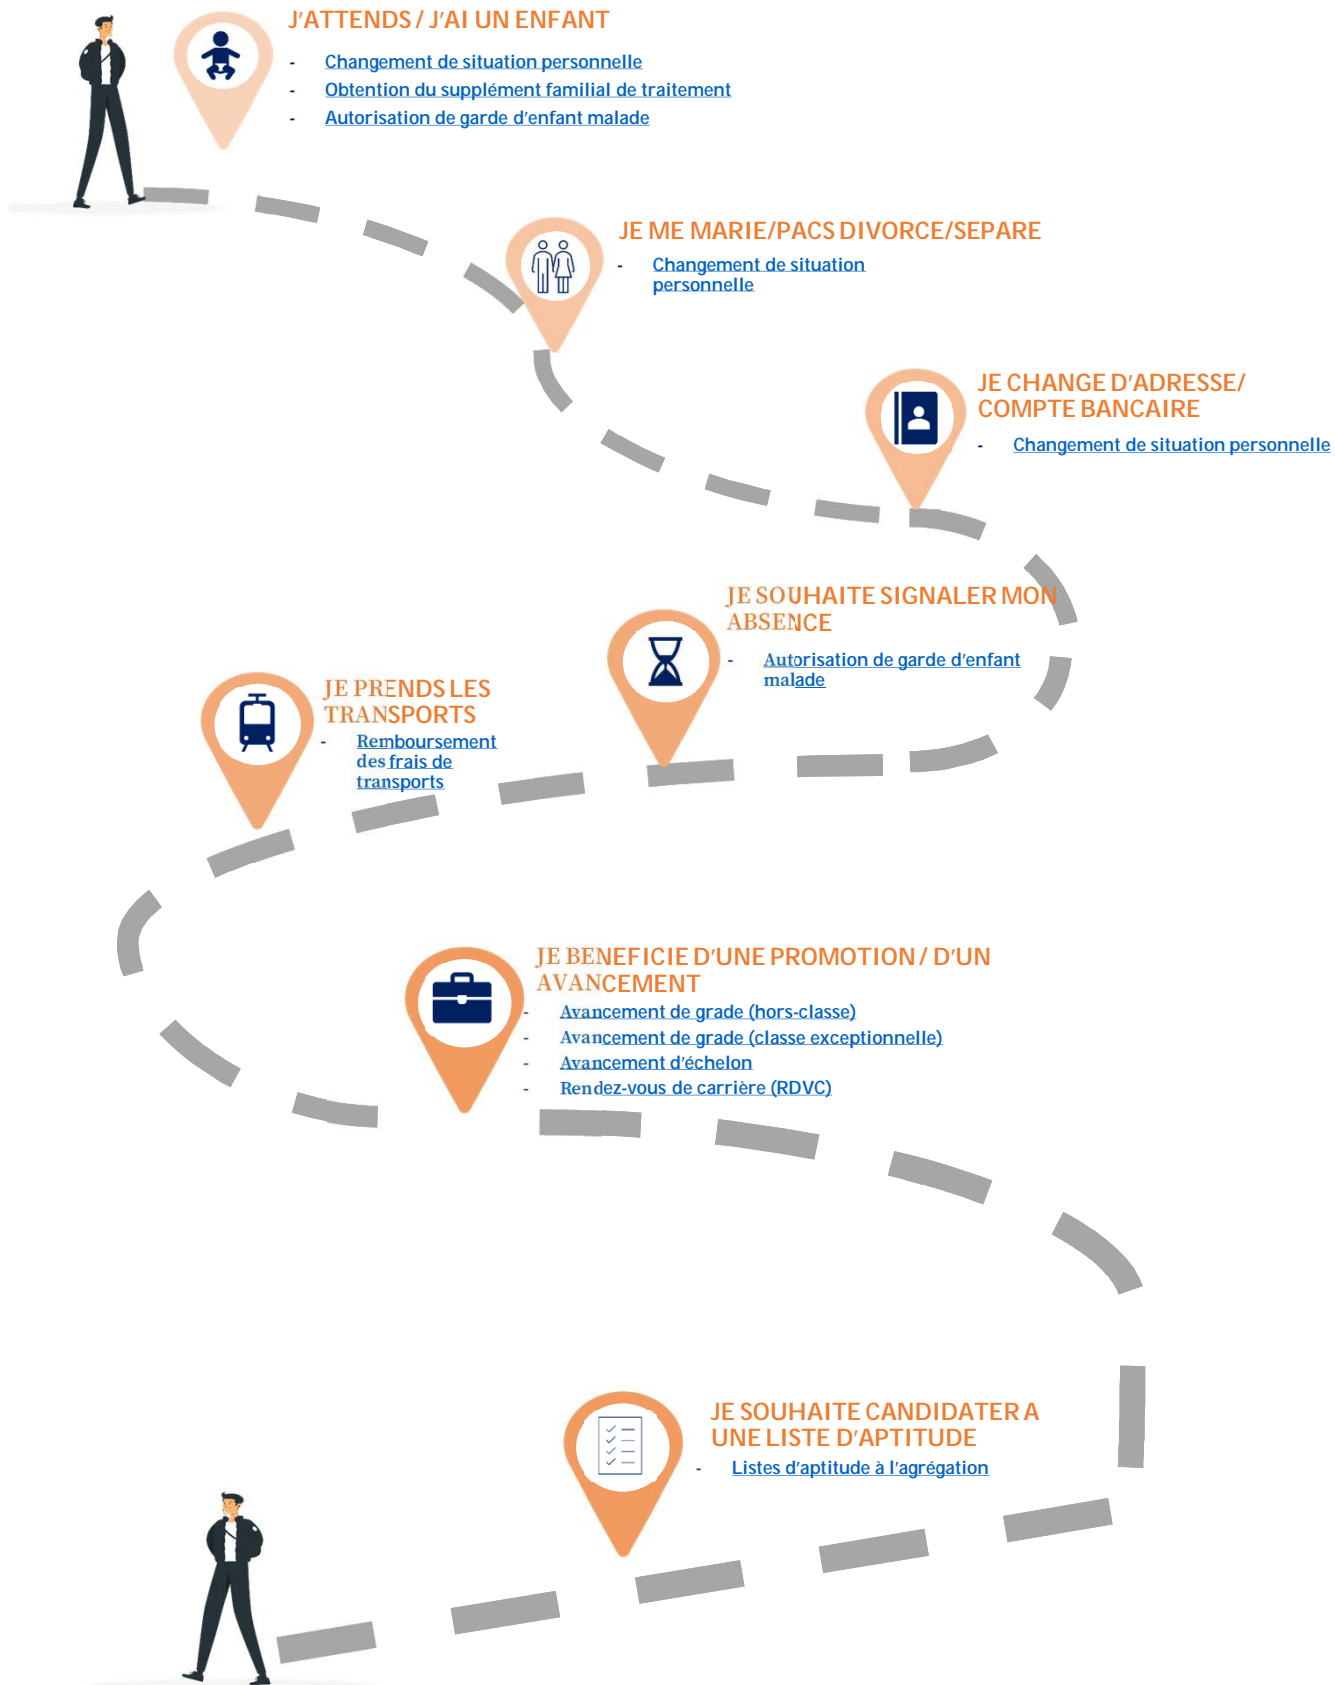 J'ATTENDS / J'AI UN ENFANT
- Changement de situation personnelle
- Obtention du supplément familial de traitement
- Autorisation de garde d'enfant malade
JE ME MARIE/PACS DIVORCE/SEPARE
- Changement de situation
personnelle
JE CHANGE D'ADRESSE/
COMPTE BANCAIRE
- Changement de situation personnelle
JE SOUHAITE SIGNALER MON
ABSENCE
- Autorisation de garde d'enfant
malade
JE PRENDS LES
TRANSPORTS
- Remboursement
des frais de
transports
JE BENEFICIE D'UNE PROMOTION / D'UN
AVANCEMENT
- Avancement de grade (hors-classe)
- Avancement de grade (classe exceptionnelle)
- Avancement d'échelon
- Rendez-vous de carrière (RDVC)
JE SOUHAITE CANDIDATER A
UNE LISTE D'APTITUDE
- Listes d'aptitude à l'agrégation